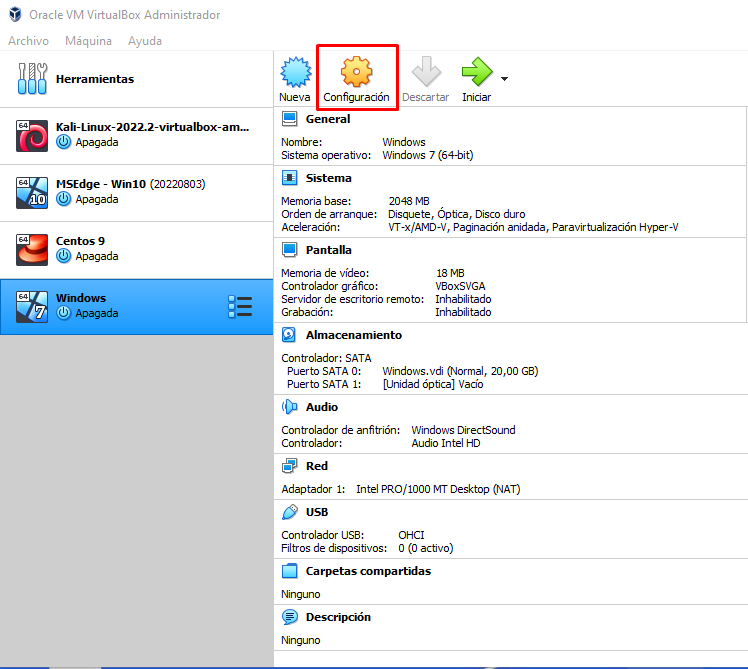 Oracle VM VirtualBox Administrador
Archivo Máquina Ayuda
Herramientas
64
Kali-Linux-2022.2-virtualbox-am...
Apagada
64
10
MSEdge - Win10 (20220803)
Apagada
64
Centos 9
Apagada
64
7
Windows
Apagada
Nueva Configuración Descartar Iniciar
General
Nombre: Windows
Sistema operativo: Windows 7 (64-bit)
Sistema
Memoria base: 2048 MB
Orden de arranque: Disquete, Óptica, Disco duro
Aceleración: VT-x/AMD-V, Paginación anidada, Paravirtualización Hyper-V
Pantalla
Memoria de vídeo: 18 MB
Controlador gráfico: VBoxSVGA
Servidor de escritorio remoto: Inhabilitado
Grabación: Inhabilitado
Almacenamiento
Controlador: SATA
Puerto SATA 0: Windows.vdi (Normal, 20,00 GB)
Puerto SATA 1: [Unidad óptica] Vacío
Audio
Controlador de anfitrión: Windows DirectSound
Controlador: Audio Intel HD
Red
Adaptador 1: Intel PRO/1000 MT Desktop (NAT)
USB
Controlador USB: OHCI
Filtros de dispositivos: 0 (0 activo)
Carpetas compartidas
Ninguno
Descripción
Ninguno